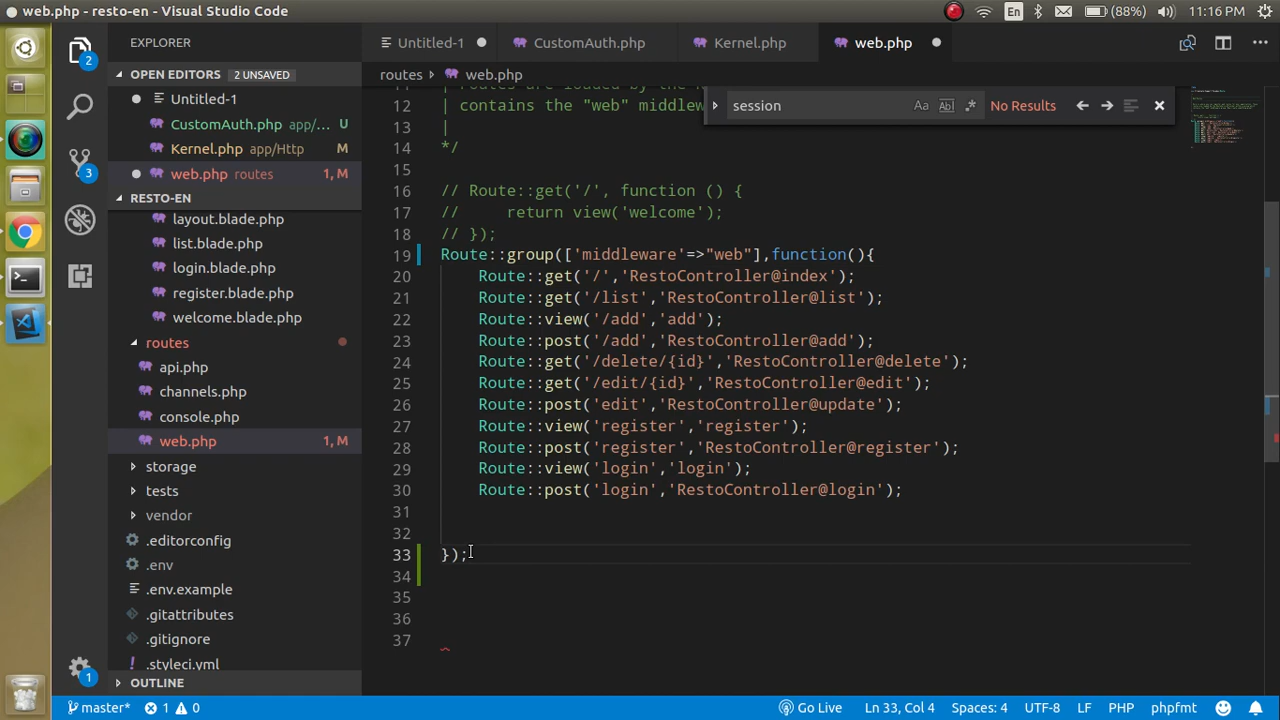 web.php - resto-en - Visual Studio Code
En
(88%)
11:16 PM
EXPLORER
Untitled-1
CustomAuth.php
Kernel.php
web.php
2
OPEN EDITORS
2 UNSAVED
routes
web.php
Untitled-1
session
Aa
Abl
.*
No Results
CustomAuth.php app/...
U
Kernel.php app/Http
M
3
web.php routes
1, M
RESTO-EN
layout.blade.php
list.blade.php
login.blade.php
register.blade.php
welcome.blade.php
routes
api.php
channels.php
console.php
web.php
1, M
storage
tests
vendor
.editorconfig
.env
.env.example
.gitattributes
.gitignore
.styleci.yml
OUTLINE
1
12 | contains the "web" middlew
13 |
14 */
15
16 // Route::get('/', function () {
17 // return view('welcome');
18 // });
19 Route::group(['middleware'=>"web"],function(){
20 Route::get('/','RestoController@index');
21 Route::get('/list','RestoController@list');
22 Route::view('/add','add');
23 Route::post('/add','RestoController@add');
24 Route::get('/delete/{id}','RestoController@delete');
25 Route::get('/edit/{id}','RestoController@edit');
26 Route::post('edit','RestoController@update');
27 Route::view('register','register');
28 Route::post('register','RestoController@register');
29 Route::view('login','login');
30 Route::post('login','RestoController@login');
31
32
33 });
34
35
36
37
master*
1
0
Go Live
Ln 33, Col 4
Spaces: 4
UTF-8
LF
PHP
phpfmt